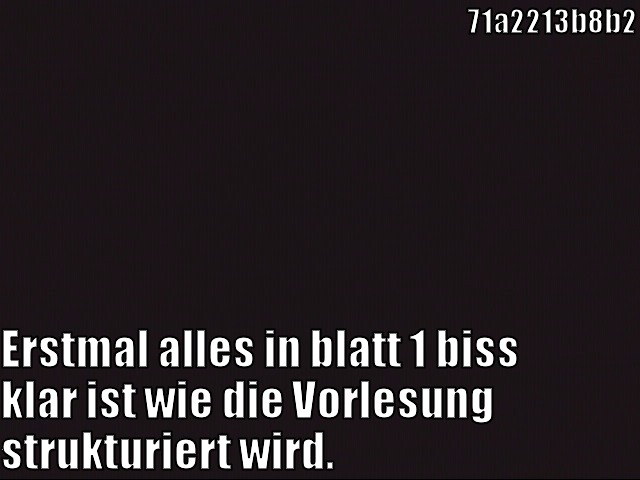 71a2213b8b2
Erstmal alles in blatt 1 biss
klar ist wie die Vorlesung
strukturiert wird.